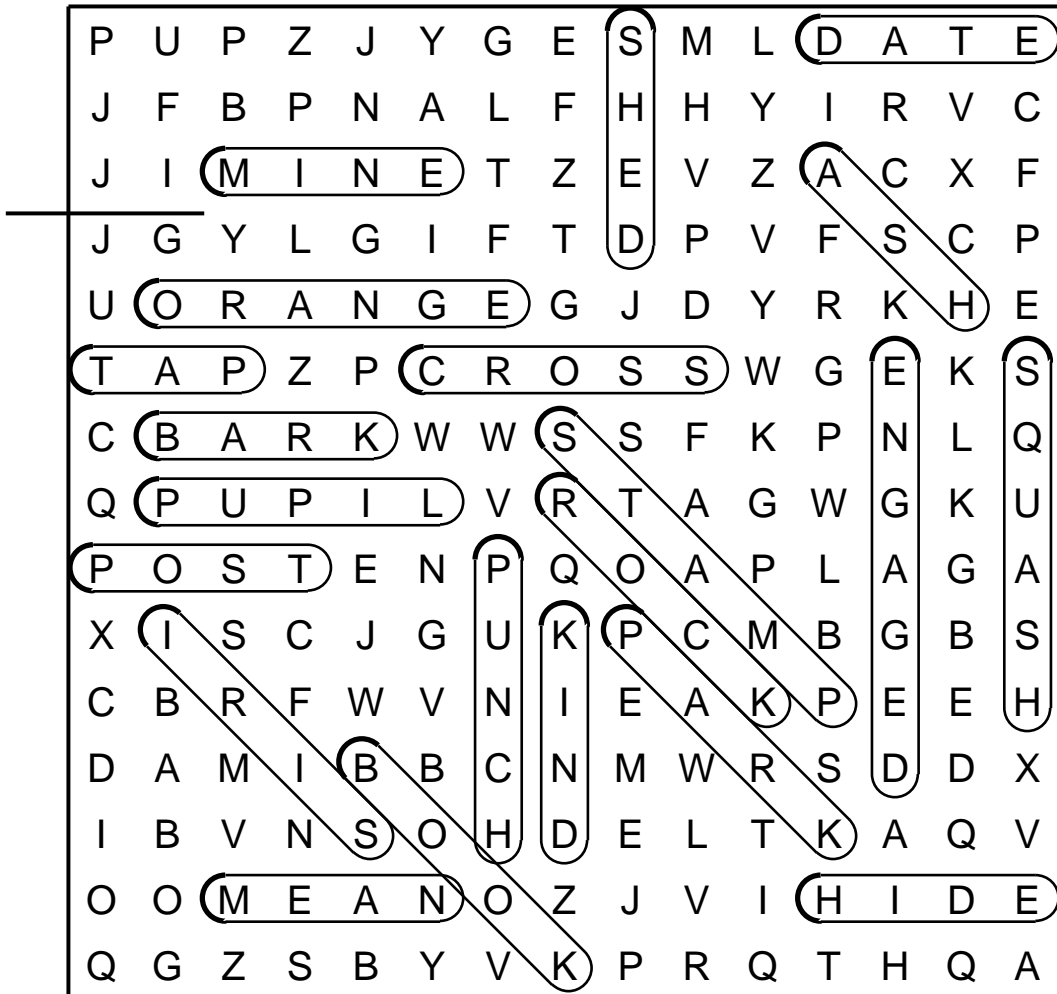 P U P Z J Y G E S M L D A T E
J F B P N A L F H H Y I R V C
J I M I N E T Z E V Z A C X F
J G Y L G I F T D P V F S C P
U O R A N G E G J D Y R K H E
T A P Z P C R O S S W G E K S
C B A R K W W S S F K P N L Q
Q P U P I L V R T A G W G K U
P O S T E N P Q O A P L A G A
X I S C J G U K P C M B G B S
C B R F W V N I E A K P E E H
D A M I B B C N M W R S D D X
I B V N S O H D E L T K A Q V
O O M E A N O Z J V I H I D E
Q G Z S B Y V K P R Q T H Q A